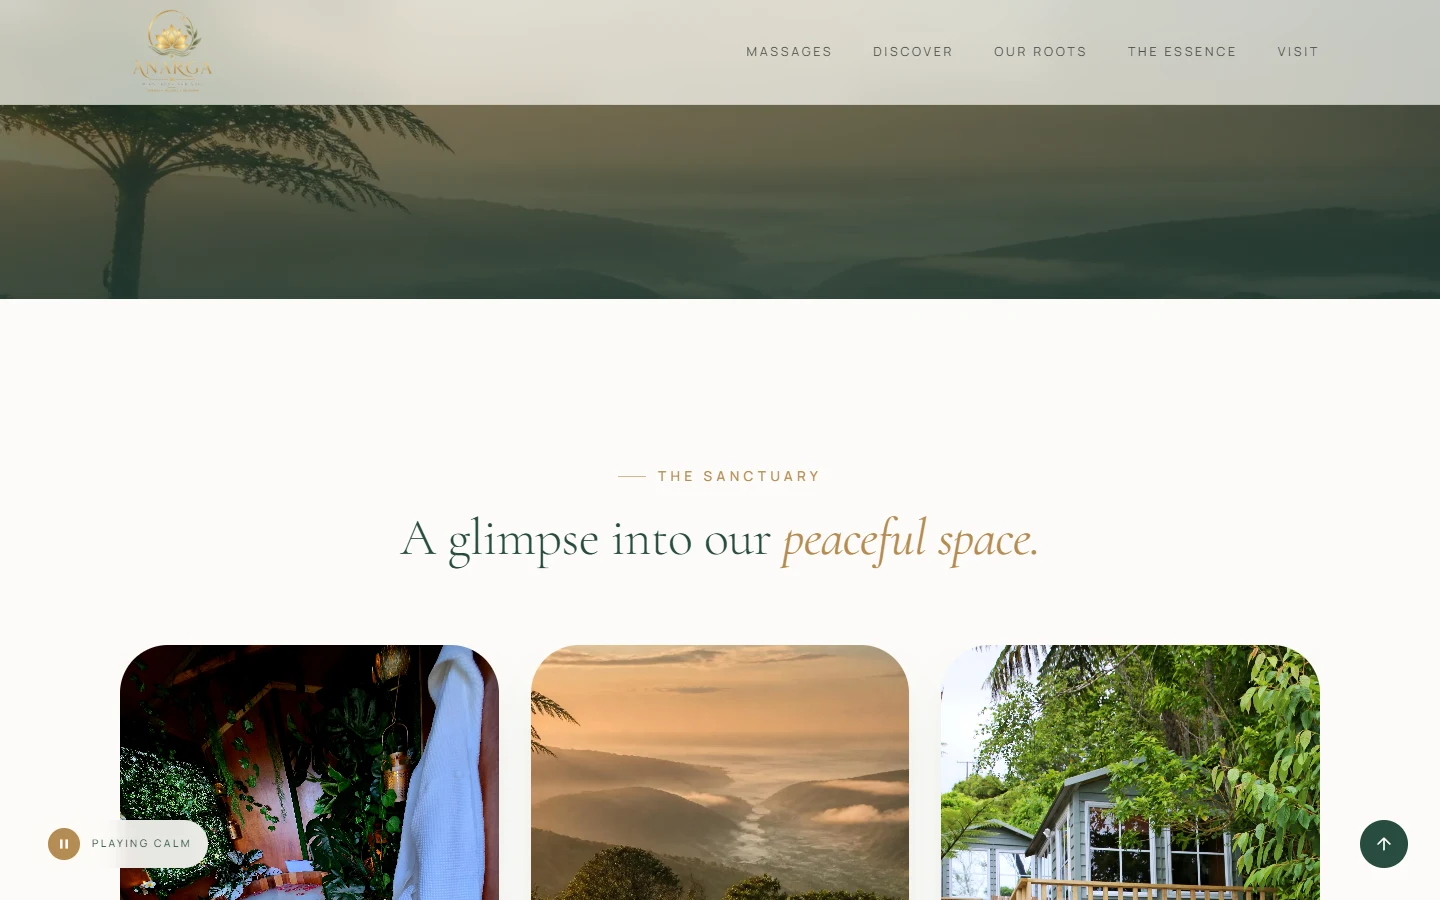 ANARGA
MASSAGES
DISCOVER
OUR ROOTS
THE ESSENCE
VISIT
THE SANCTUARY
A glimpse into our peaceful space.
PLAYING CALM